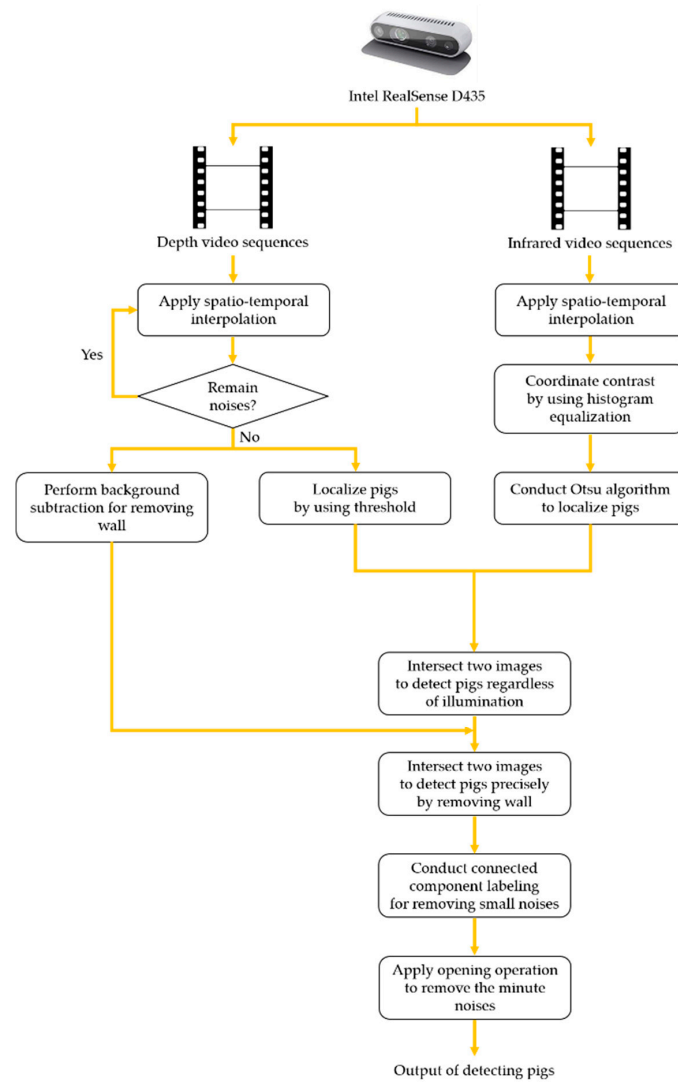 Intel RealSense D435
Depth video sequences
Infrared video sequences
Apply spatio-temporal
interpolation
Apply spatio-temporal
interpolation
Yes
Remain
noises?
Coordinate contrast
by using histogram
equalization
No
Perform background
subtraction for removing
wall
Localize pigs
by using threshold
Conduct Otsu algorithm
to localize pigs
Intersect two images
to detect pigs regardless
of illumination
Intersect two images
to detect pigs precisely
by removing wall
Conduct connected
component labeling
for removing small noises
Apply opening operation
to remove the minute
noises
Output of detecting pigs